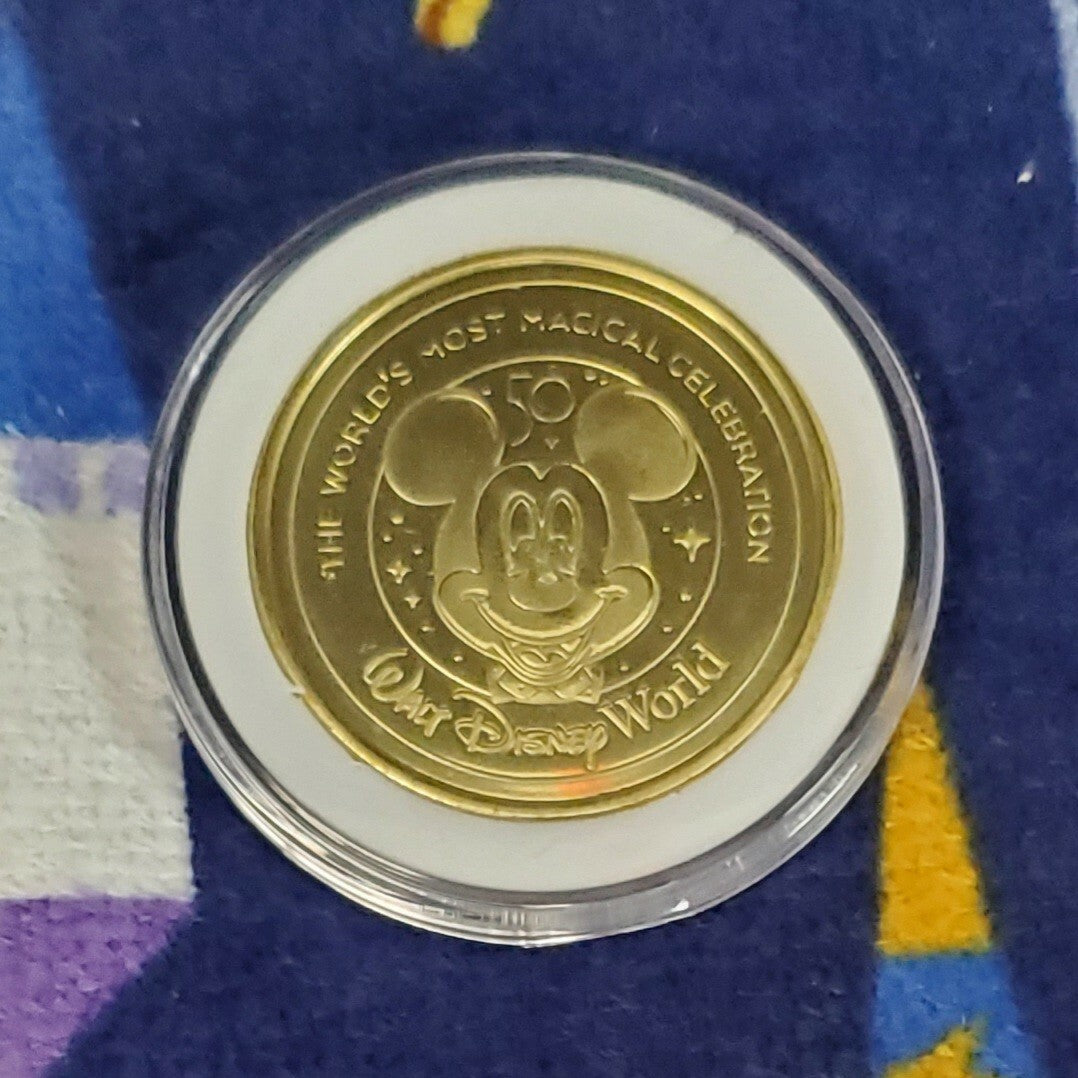 THE WORLD'S MOST MAGICAL CELEBRATION
50
WALT DISNEY World